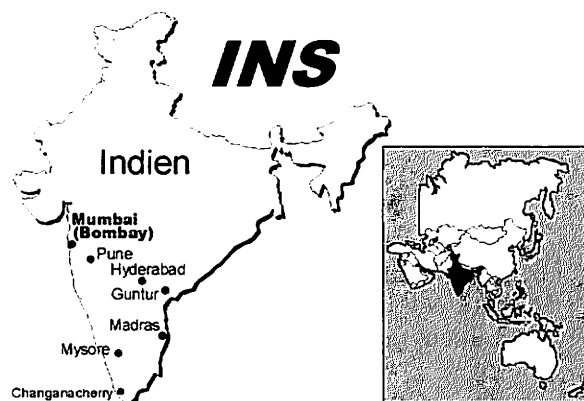 INS
Indien
Mumbai
(Bombay)
Pune
Hyderabad
Guntur
Madras
Mysore
Changanacherry